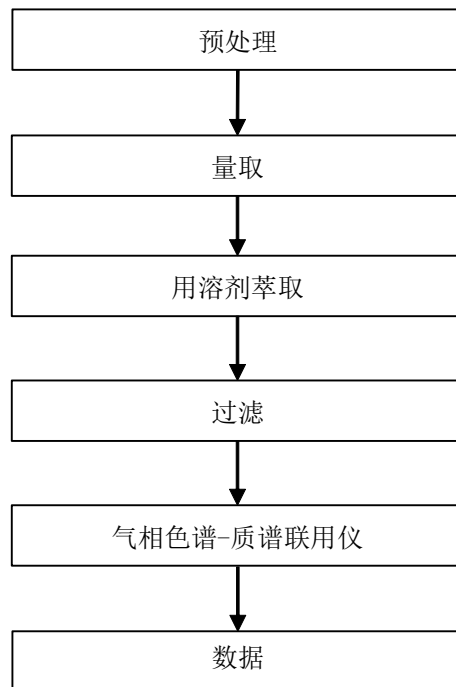 预处理
量取
用溶剂萃取
过滤
气相色谱-质谱联用仪
数据